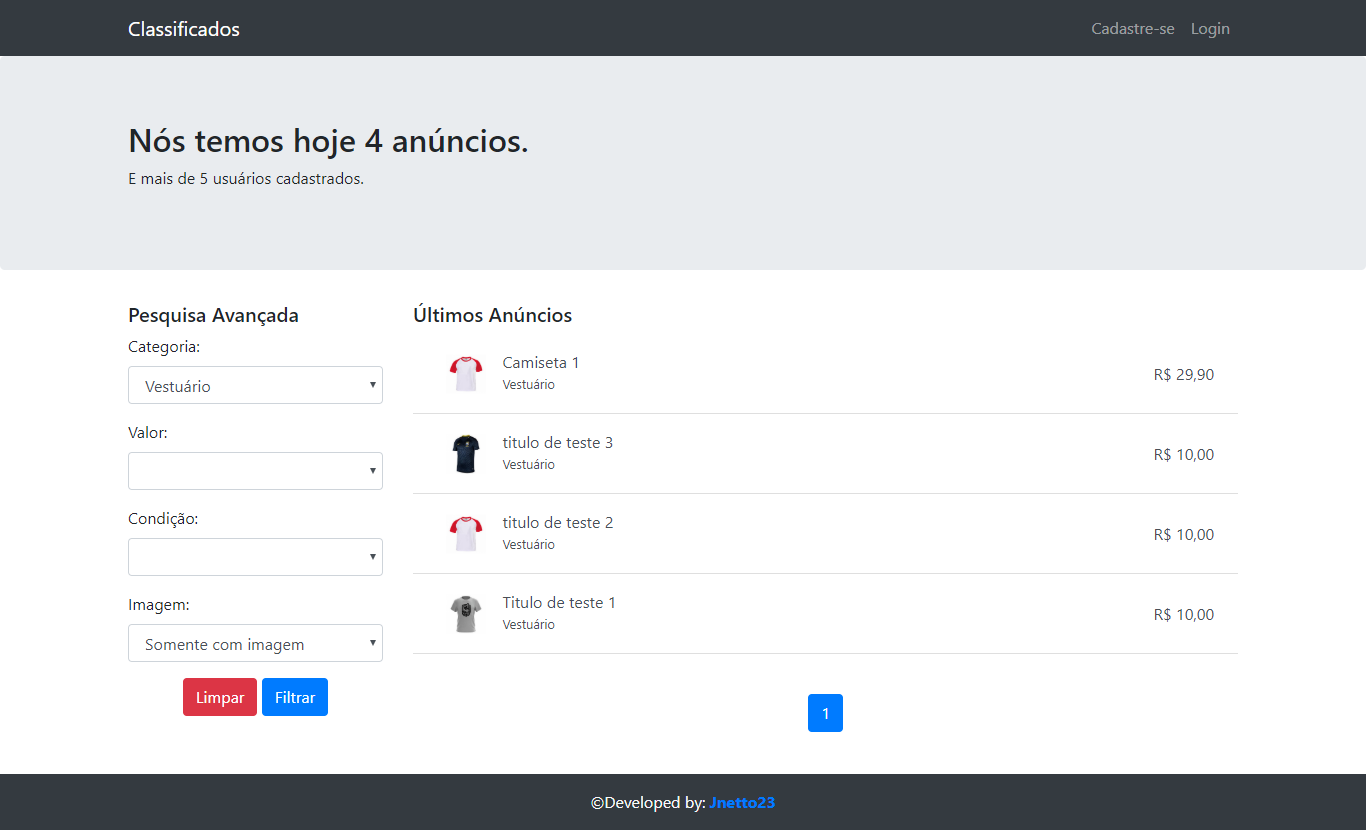 Classificados
Cadastre-se Login
Nós temos hoje 4 anúncios.
E mais de 5 usuários cadastrados.
Pesquisa Avançada
Categoria:
Vestuário
Valor:
Condição:
Imagem:
Somente com imagem
Limpar Filtrar
Últimos Anúncios
Camiseta 1
Vestuário
R$ 29,90
titulo de teste 3
Vestuário
R$ 10,00
titulo de teste 2
Vestuário
R$ 10,00
Titulo de teste 1
Vestuário
R$ 10,00
1
©Developed by: Jnetto23